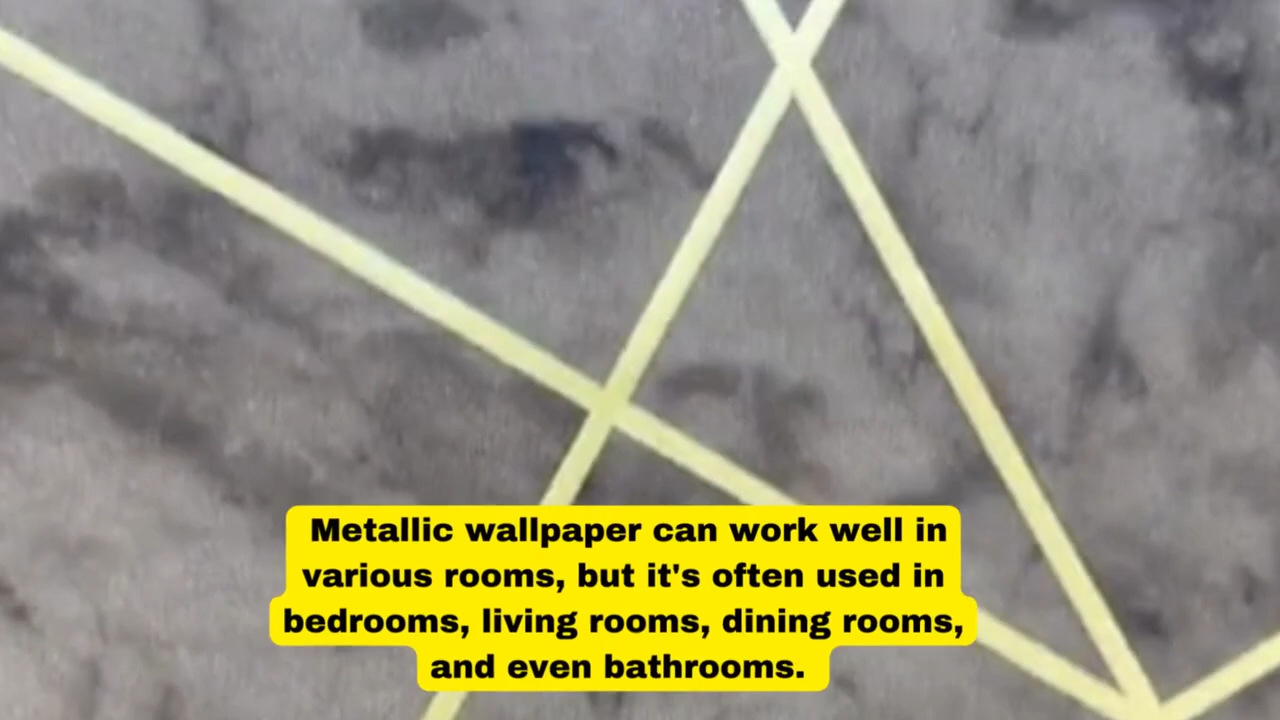 Metallic wallpaper can work well in
various rooms, but it's often used in
bedrooms, living rooms, dining rooms,
and even bathrooms.